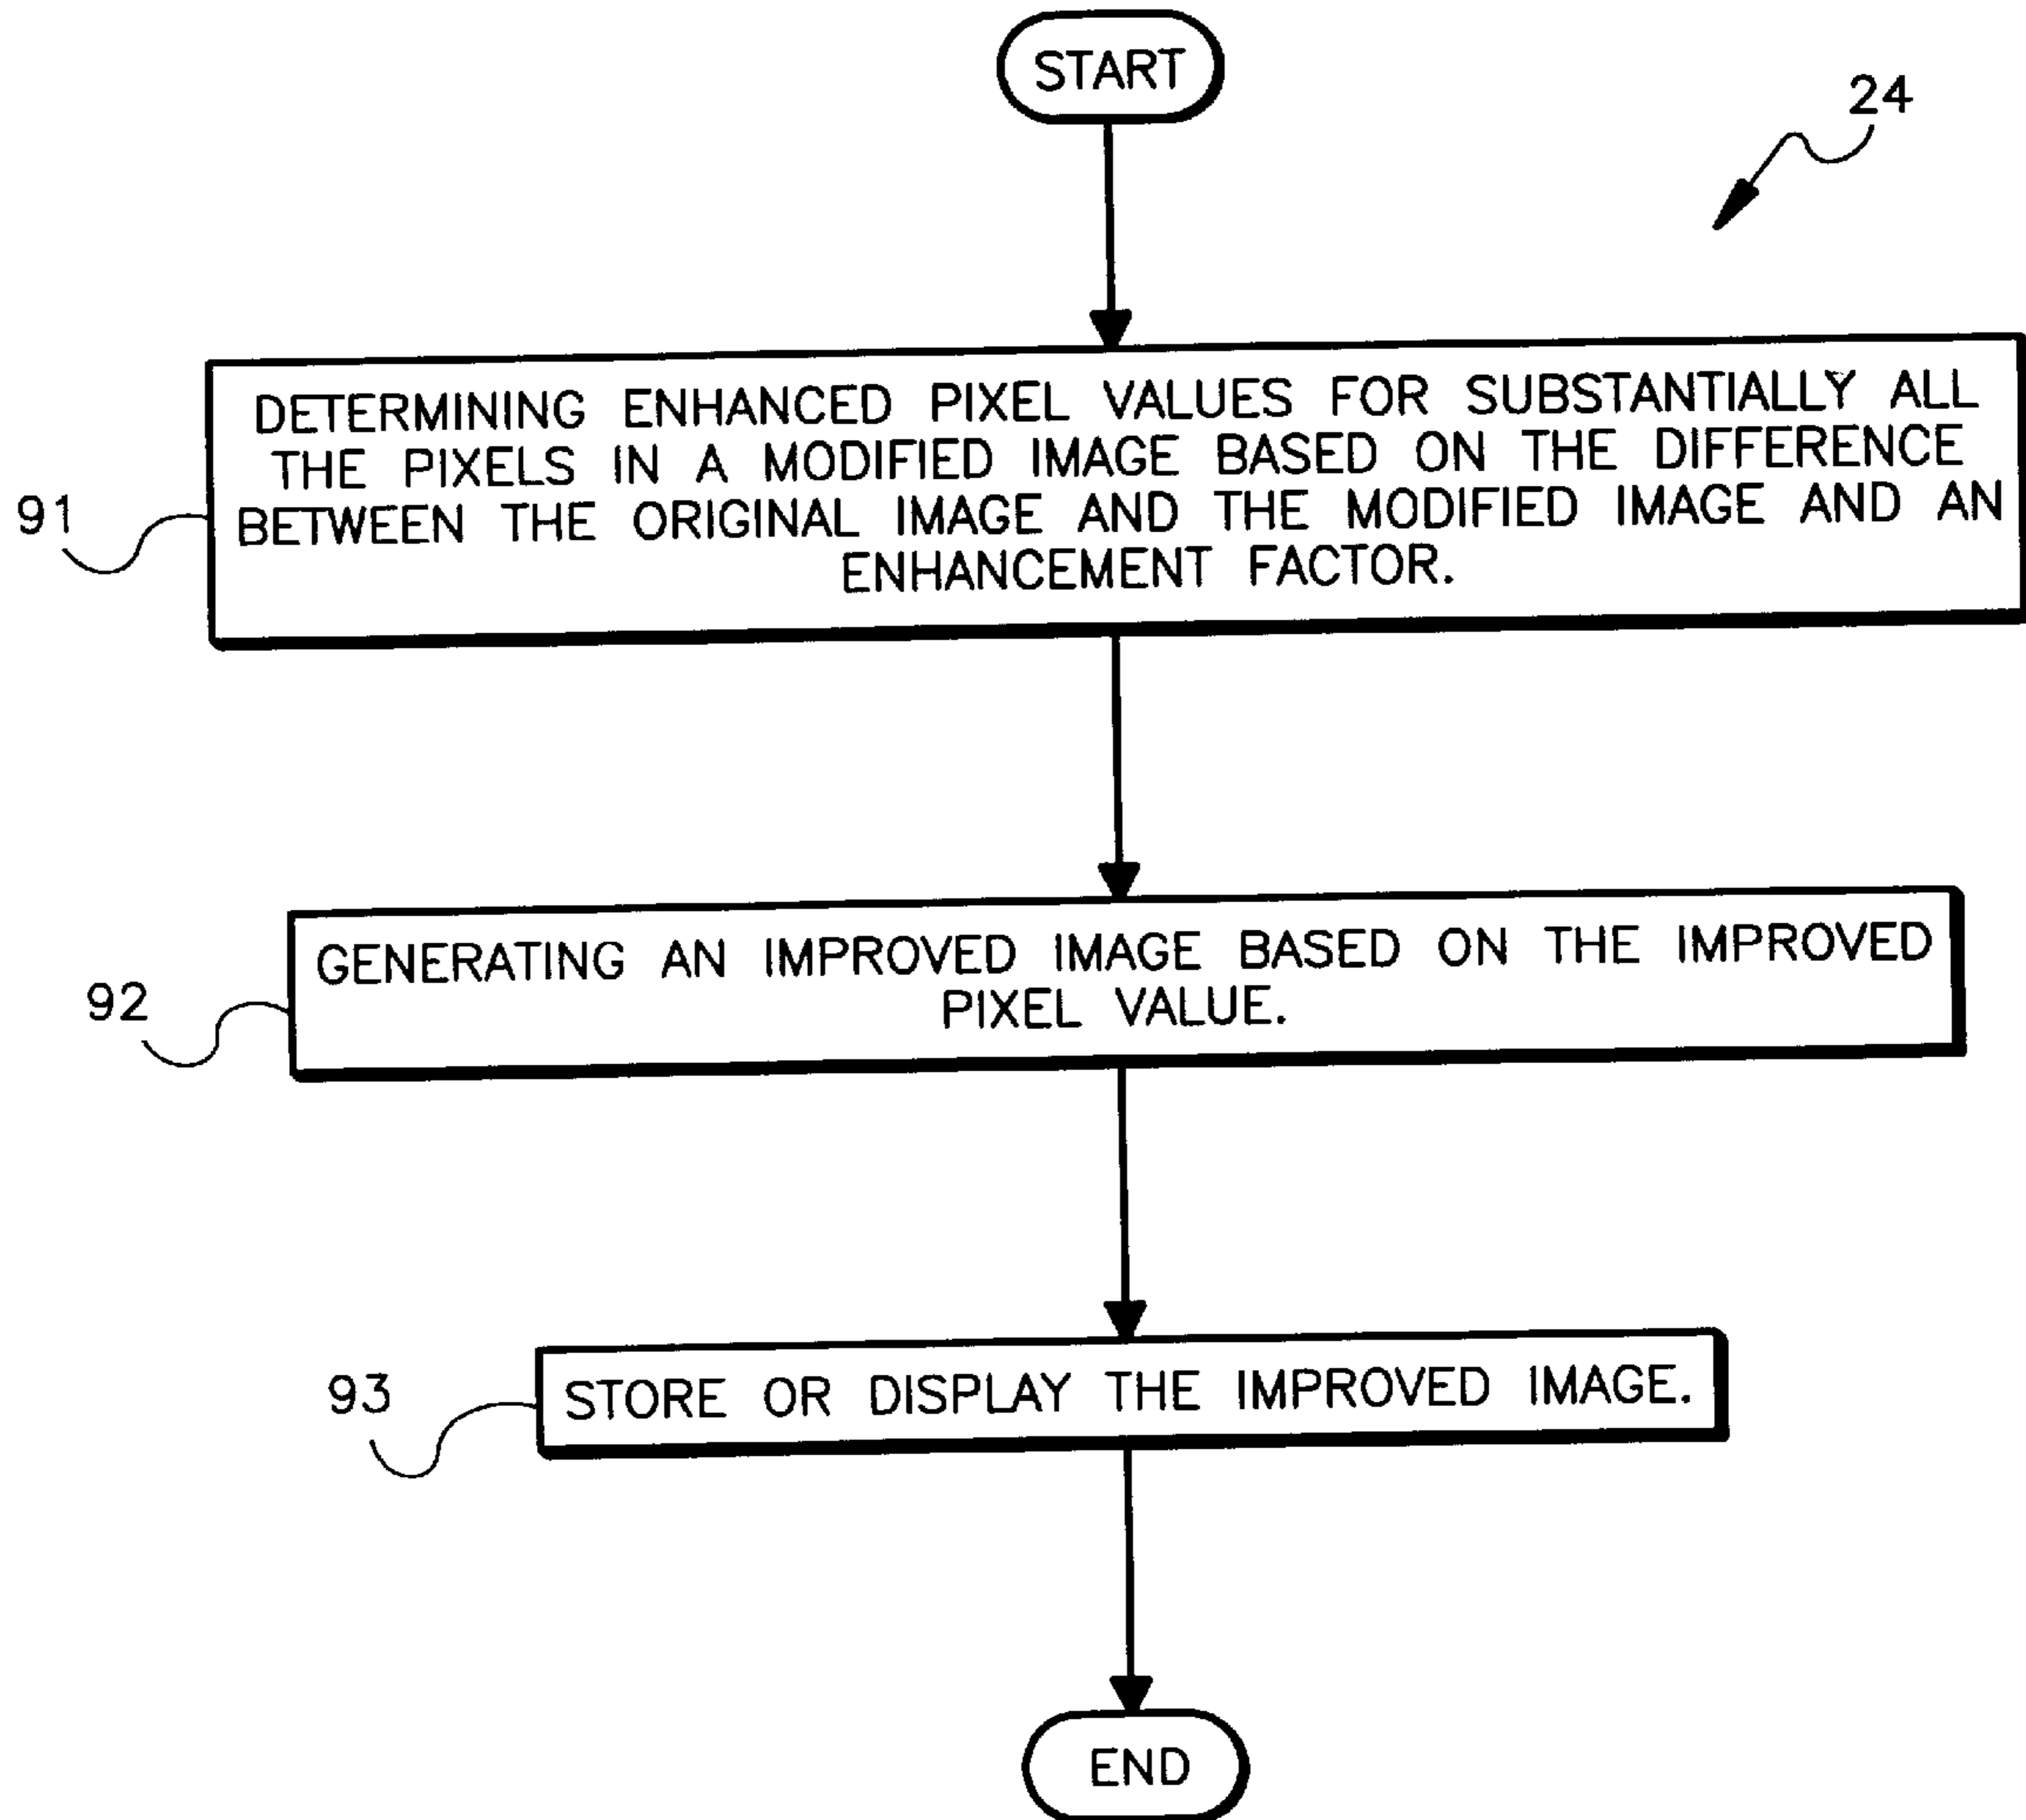 START
24
DETERMINING ENHANCED PIXEL VALUES FOR SUBSTANTIALLY ALL
THE PIXELS IN A MODIFIED IMAGE BASED ON THE DIFFERENCE
BETWEEN THE ORIGINAL IMAGE AND THE MODIFIED IMAGE AND AN
ENHANCEMENT FACTOR.
91
GENERATING AN IMPROVED IMAGE BASED ON THE IMPROVED
PIXEL VALUE.
92
STORE OR DISPLAY THE IMPROVED IMAGE.
93
END